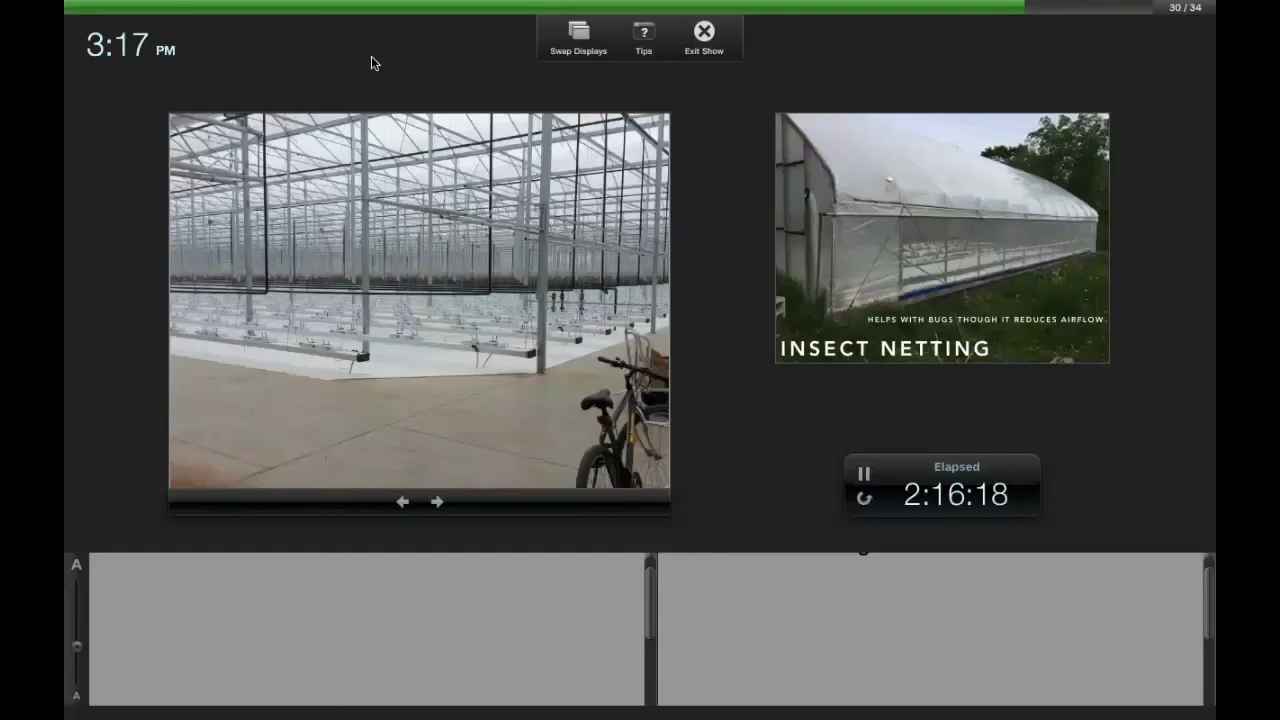 30 / 34
3:17 PM
Swap Displays
Tips
Exit Show
HELPS WITH BUGS THOUGH IT REDUCES AIRFLOW
INSECT NETTING
Elapsed
2:16:18
A
A